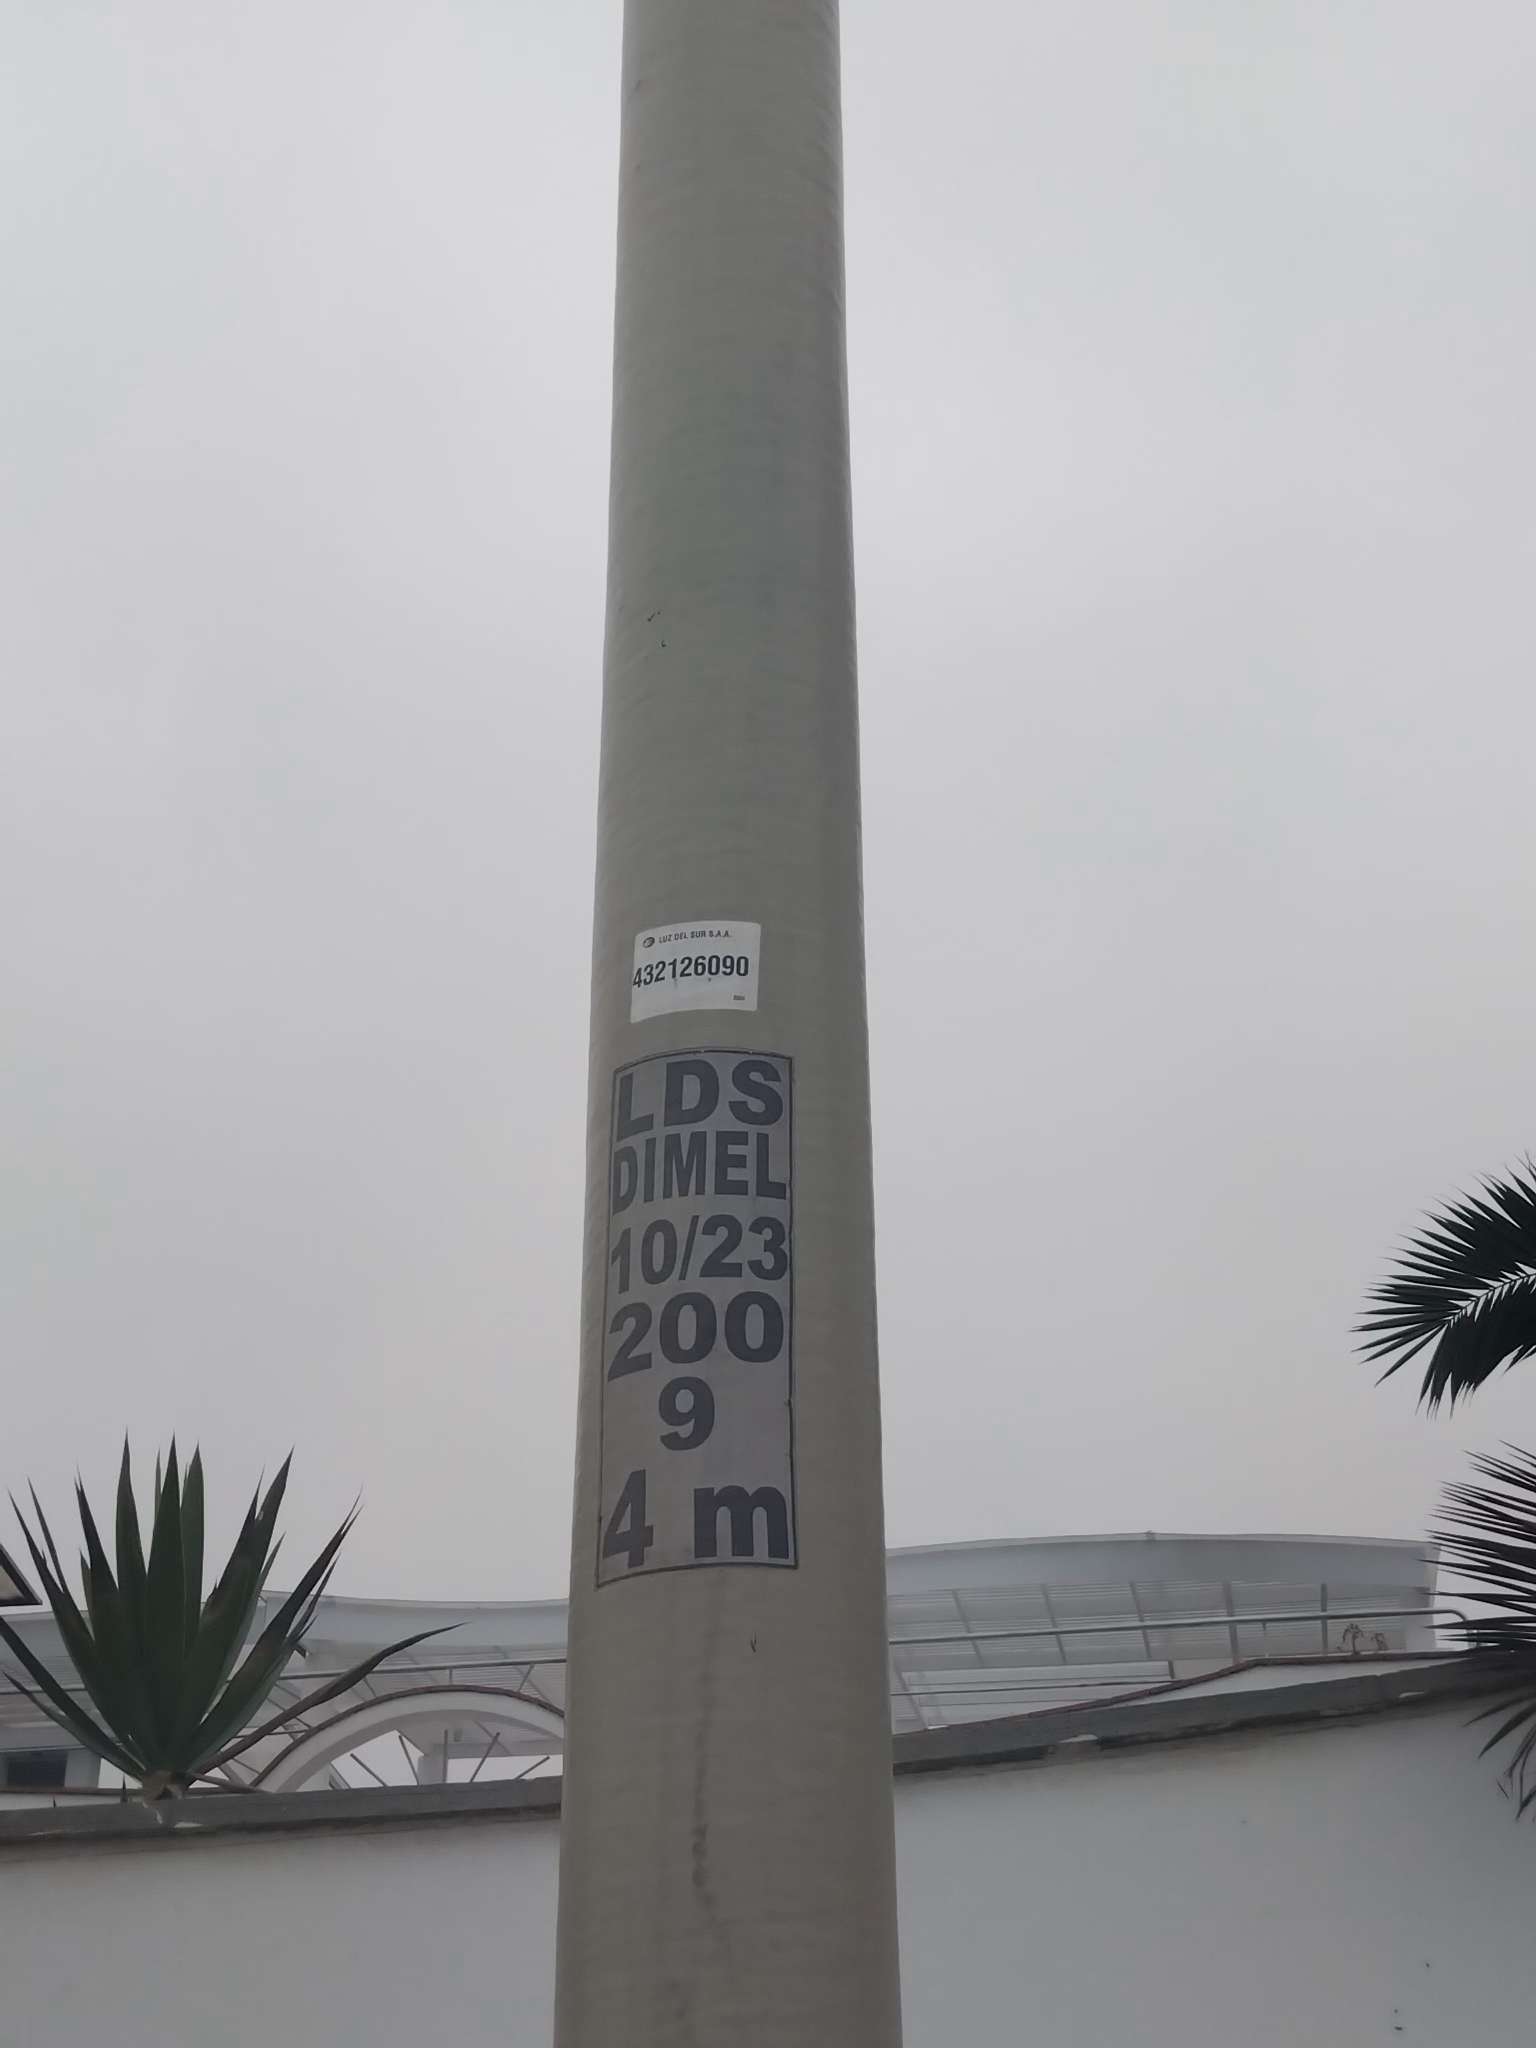 LUZ DEL SUR S.A.A.
432126090
LDS
DIMEL
10/23
200
9
4 m